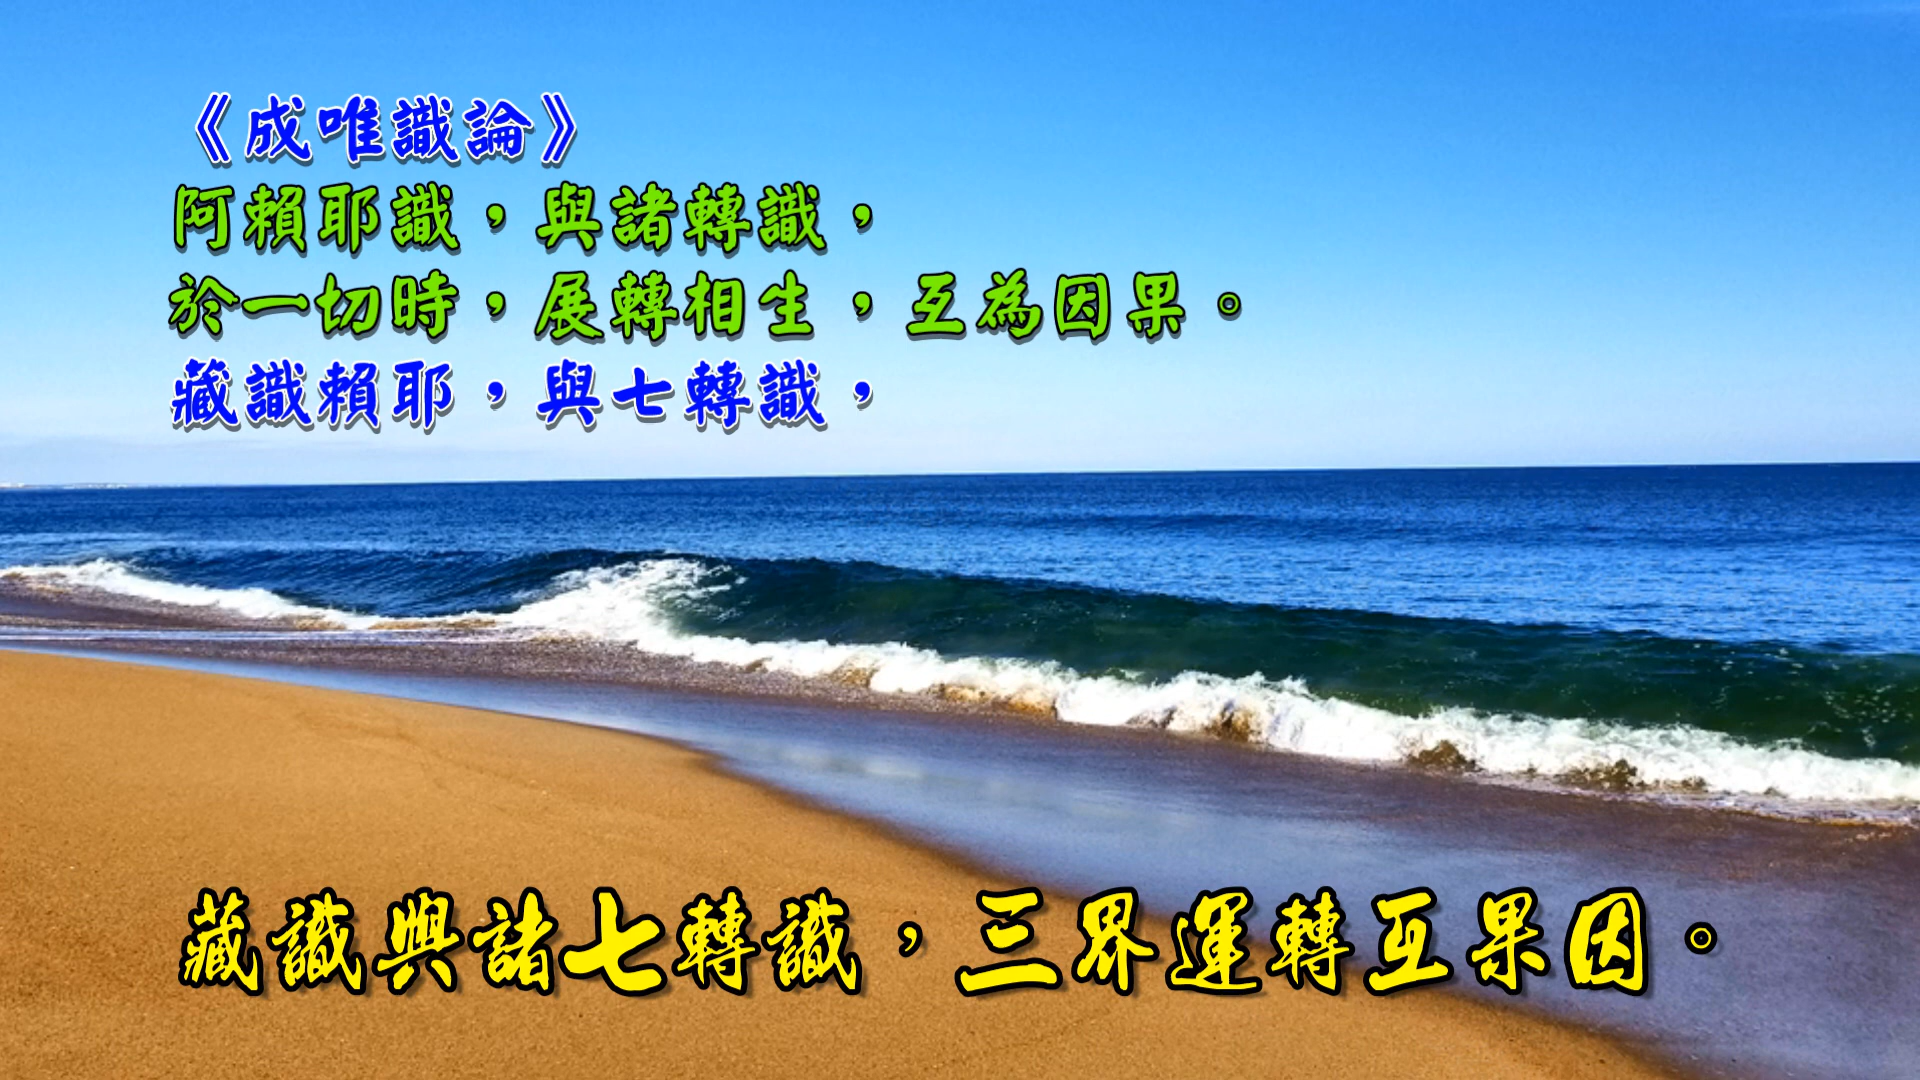 《成唯識論》
阿賴耶識，與諸轉識，
於一切時，展轉相生，互為因果。
藏識賴耶，與七轉識，
藏識與諸七轉識，三界運轉互果因。